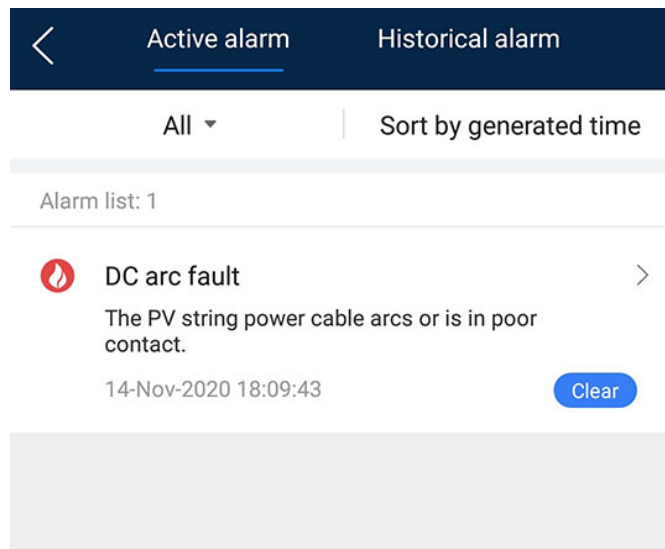 Active alarm Historical alarm
All Sort by generated time
Alarm list: 1
DC arc fault
The PV string power cable arcs or is in poor
contact.
14-Nov-2020 18:09:43 Clear